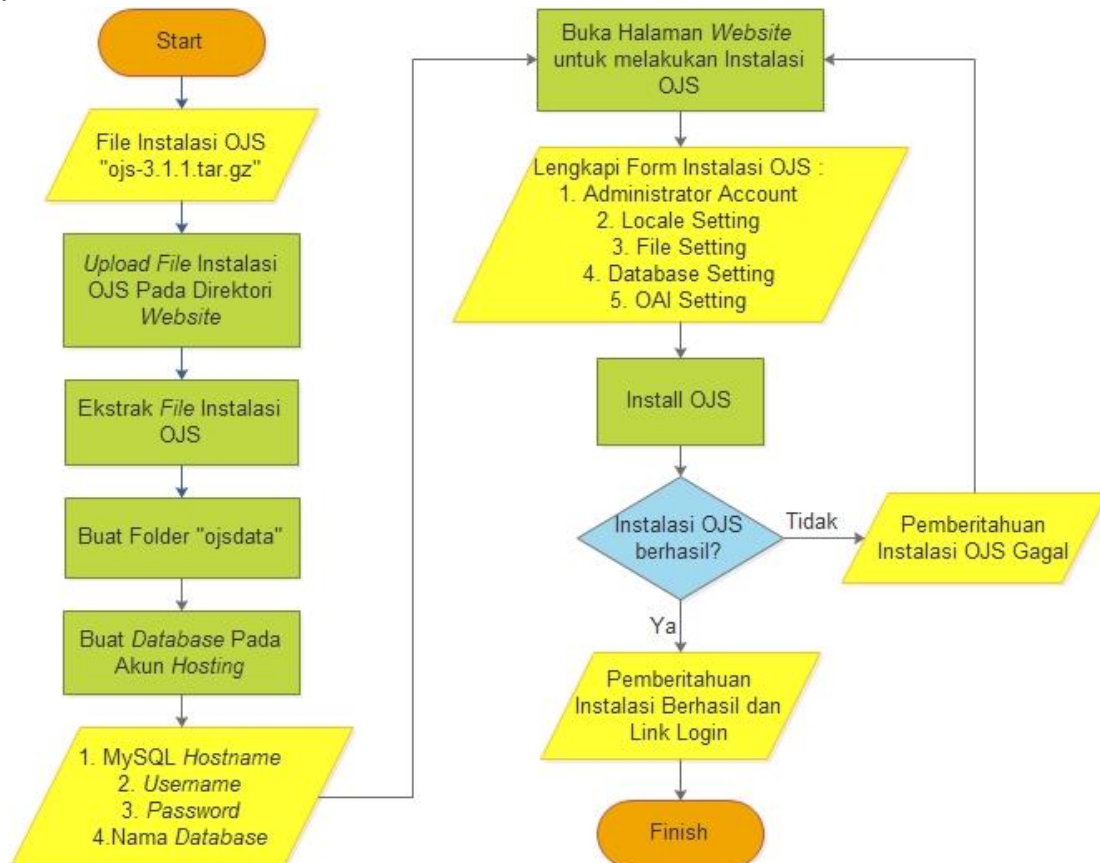 Start
File Instalasi OJS
"ojs-3.1.1.tar.gz"
Upload File Instalasi
OJS Pada Direktori
Website
Ekstrak File Instalasi
OJS
Buat Folder "ojsdata"
Buat Database Pada
Akun Hosting
1. MySQL Hostname
2. Username
3. Password
4.Nama Database
Buka Halaman Website
untuk melakukan Instalasi
OJS
Lengkapi Form Instalasi OJS :
1. Administrator Account
2. Locale Setting
3. File Setting
4. Database Setting
5. OAI Setting
Install OJS
Instalasi OJS
berhasil?
Tidak
Pemberitahuan
Instalasi OJS Gagal
Ya
Pemberitahuan
Instalasi Berhasil dan
Link Login
Finish